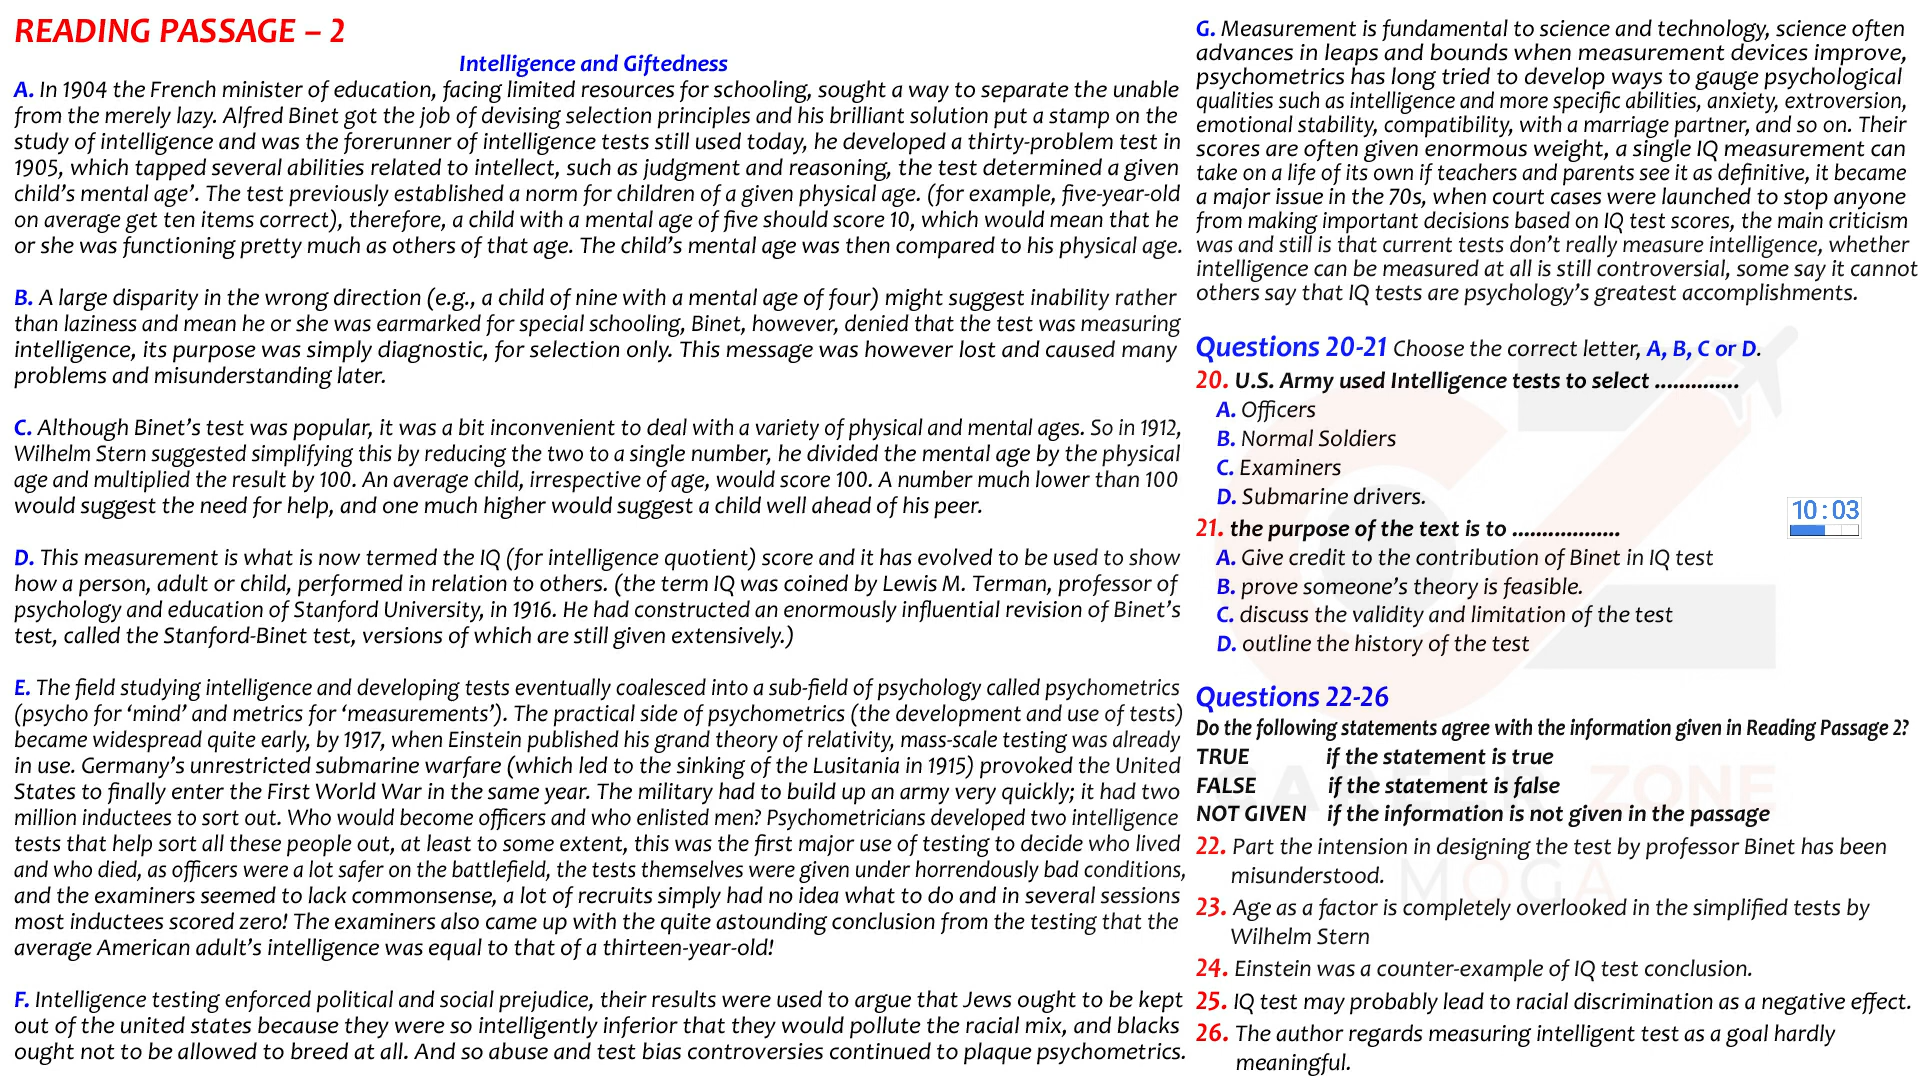 READING PASSAGE – 2
Intelligence and Giftedness
A. In 1904 the French minister of education, facing limited resources for schooling, sought a way to separate the unable
from the merely lazy. Alfred Binet got the job of devising selection principles and his brilliant solution put a stamp on the
study of intelligence and was the forerunner of intelligence tests still used today, he developed a thirty-problem test in
1905, which tapped several abilities related to intellect, such as judgment and reasoning, the test determined a given
child's mental age'. The test previously established a norm for children of a given physical age. (for example, five-year-old
on average get ten items correct), therefore, a child with a mental age of five should score 10, which would mean that he
or she was functioning pretty much as others of that age. The child's mental age was then compared to his physical age.
B. A large disparity in the wrong direction (e.g., a child of nine with a mental age of four) might suggest inability rather
than laziness and mean he or she was earmarked for special schooling, Binet, however, denied that the test was measuring
intelligence, its purpose was simply diagnostic, for selection only. This message was however lost and caused many
problems and misunderstanding later.
C. Although Binet's test was popular, it was a bit inconvenient to deal with a variety of physical and mental ages. So in 1912,
Wilhelm Stern suggested simplifying this by reducing the two to a single number, he divided the mental age by the physical
age and multiplied the result by 100. An average child, irrespective of age, would score 100. A number much lower than 100
would suggest the need for help, and one much higher would suggest a child well ahead of his peer.
D. This measurement is what is now termed the IQ (for intelligence quotient) score and it has evolved to be used to show
how a person, adult or child, performed in relation to others. (the term IQ was coined by Lewis M. Terman, professor of
psychology and education of Stanford University, in 1916. He had constructed an enormously influential revision of Binet's
test, called the Stanford-Binet test, versions of which are still given extensively.)
E. The field studying intelligence and developing tests eventually coalesced into a sub-field of psychology called psychometrics
(psycho for 'mind' and metrics for 'measurements'). The practical side of psychometrics (the development and use of tests)
became widespread quite early, by 1917, when Einstein published his grand theory of relativity, mass-scale testing was already
in use. Germany's unrestricted submarine warfare (which led to the sinking of the Lusitania in 1915) provoked the United
States to finally enter the First World War in the same year. The military had to build up an army very quickly; it had two
million inductees to sort out. Who would become officers and who enlisted men? Psychometricians developed two intelligence
tests that help sort all these people out, at least to some extent, this was the first major use of testing to decide who lived
and who died, as officers were a lot safer on the battlefield, the tests themselves were given under horrendously bad conditions,
and the examiners seemed to lack commonsense, a lot of recruits simply had no idea what to do and in several sessions
most inductees scored zero! The examiners also came up with the quite astounding conclusion from the testing that the
average American adult's intelligence was equal to that of a thirteen-year-old!
F. Intelligence testing enforced political and social prejudice, their results were used to argue that Jews ought to be kept
out of the united states because they were so intelligently inferior that they would pollute the racial mix, and blacks
ought not to be allowed to breed at all. And so abuse and test bias controversies continued to plaque psychometrics.
G. Measurement is fundamental to science and technology, science often
advances in leaps and bounds when measurement devices improve,
psychometrics has long tried to develop ways to gauge psychological
qualities such as intelligence and more specific abilities, anxiety, extroversion,
emotional stability, compatibility, with a marriage partner, and so on. Their
scores are often given enormous weight, a single IQ measurement can
take on a life of its own if teachers and parents see it as definitive, it became
a major issue in the 70s, when court cases were launched to stop anyone
from making important decisions based on IQ test scores, the main criticism
was and still is that current tests don't really measure intelligence, whether
intelligence can be measured at all is still controversial, some say it cannot
others say that IQ tests are psychology's greatest accomplishments.
Questions 20-21 Choose the correct letter, A, B, C or D.
20. U.S. Army used Intelligence tests to select ..............
A. Officers
B. Normal Soldiers
C. Examiners
D. Submarine drivers.
10:03
21. the purpose of the text is to ..................
A. Give credit to the contribution of Binet in IQ test
B. prove someone's theory is feasible.
C. discuss the validity and limitation of the test
D. outline the history of the test
Questions 22-26
Do the following statements agree with the information given in Reading Passage 2?
TRUE if the statement is true
FALSE if the statement is false
NOT GIVEN if the information is not given in the passage
CAREER ZONE
MOGA
22. Part the intension in designing the test by professor Binet has been
misunderstood.
23. Age as a factor is completely overlooked in the simplified tests by
Wilhelm Stern
24. Einstein was a counter-example of IQ test conclusion.
25. IQ test may probably lead to racial discrimination as a negative effect.
26. The author regards measuring intelligent test as a goal hardly
meaningful.